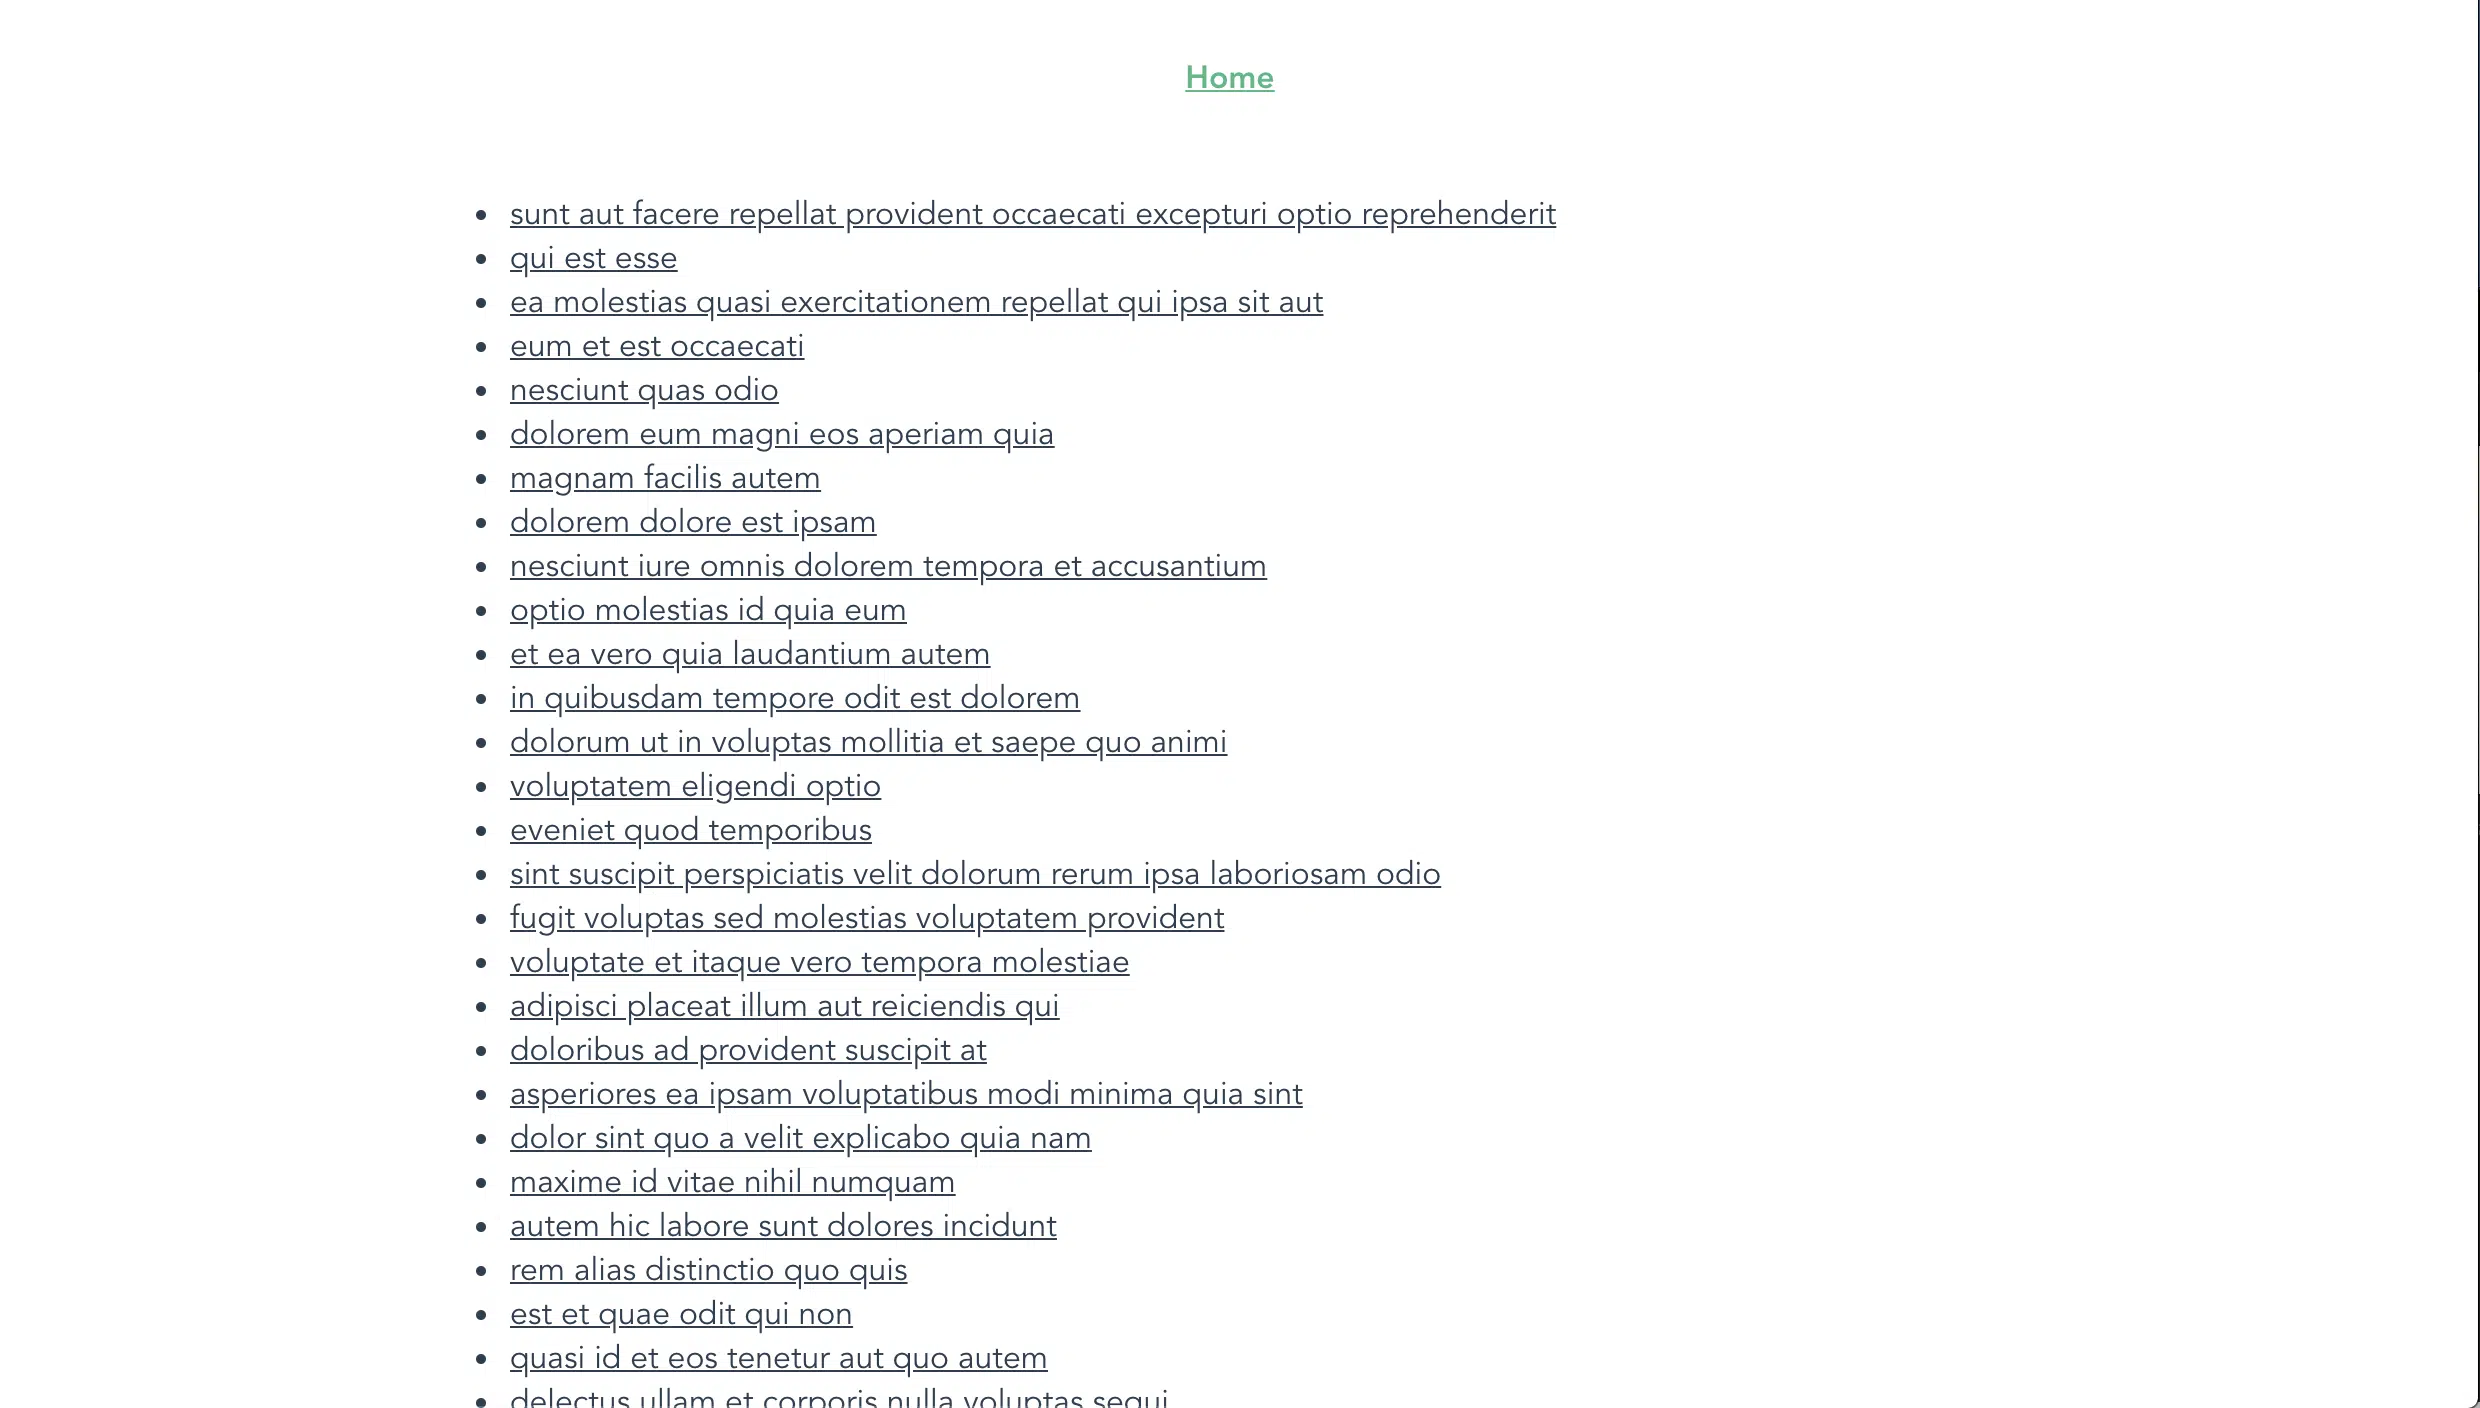 Home
sunt aut facere repellat provident occaecati excepturi optio reprehenderit
qui est esse
ea molestias quasi exercitationem repellat qui ipsa sit aut
eum et est occaecati
nesciunt quas odio
dolorem eum magni eos aperiam quia
magnam facilis autem
dolorem dolore est ipsam
nesciunt iure omnis dolorem tempora et accusantium
optio molestias id quia eum
et ea vero quia laudantium autem
in quibusdam tempore odit est dolorem
dolorum ut in voluptas mollitia et saepe quo animi
voluptatem eligendi optio
eveniet quod temporibus
sint suscipit perspiciatis velit dolorum rerum ipsa laboriosam odio
fugit voluptas sed molestias voluptatem provident
voluptate et itaque vero tempora molestiae
adipisci placeat illum aut reiciendis qui
doloribus ad provident suscipit at
asperiores ea ipsam voluptatibus modi minima quia sint
dolor sint quo a velit explicabo quia nam
maxime id vitae nihil numquam
autem hic labore sunt dolores incidunt
rem alias distinctio quo quis
est et quae odit qui non
quasi id et eos tenetur aut quo autem
delectus ullam et corporis nulla voluptas sequi